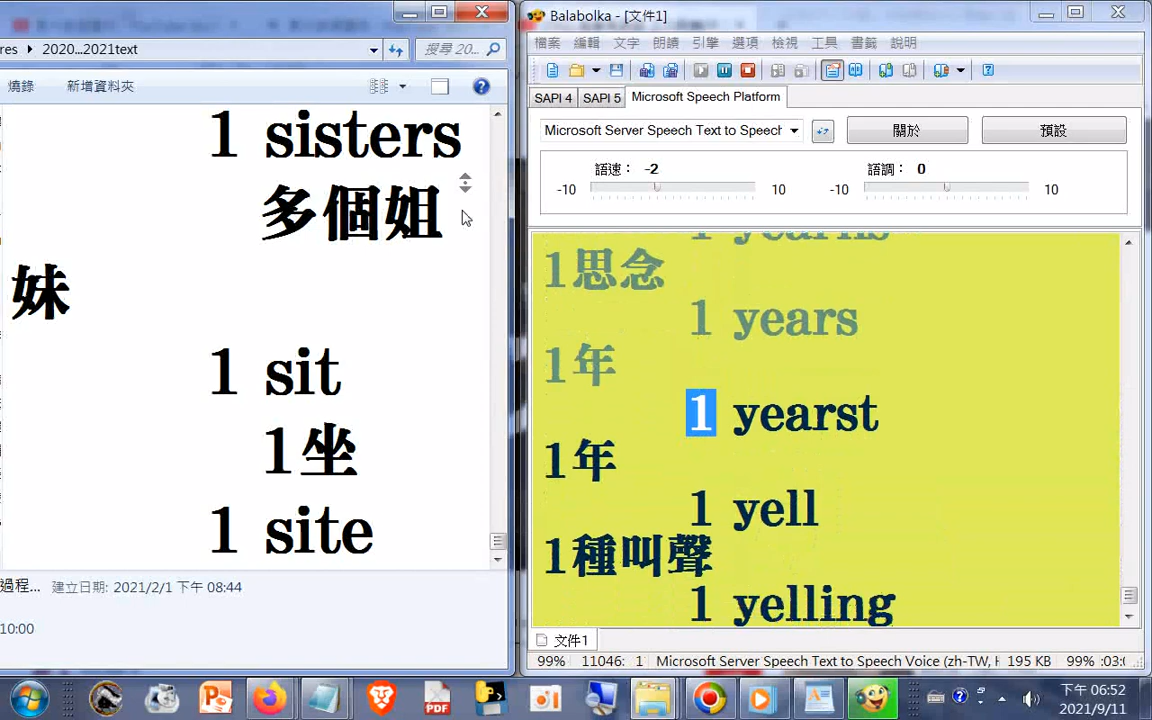 res ▸ 2020...2021text
搜尋 20...
燒錄 新增資料夾
1 sisters
多個姐
妹
1 sit
1坐
1 site
過程... 建立日期: 2021/2/1 下午 08:44
10:00
Balabolka - [文件1]
檔案 編輯 文字 朗讀 引擎 選項 檢視 工具 書籤 說明
SAPI 4 SAPI 5 Microsoft Speech Platform
Microsoft Server Speech Text to Speech 關於 預設
語速： -2 語調： 0
-10 10 -10 10
1 yearns
1思念
1 years
1年
1 yearst
1年
1 yell
1種叫聲
1 yelling
文件1
99% 11046: 1 Microsoft Server Speech Text to Speech Voice (zh-TW, H 195 KB 99% :03:0
PDF
下午 06:52
2021/9/11